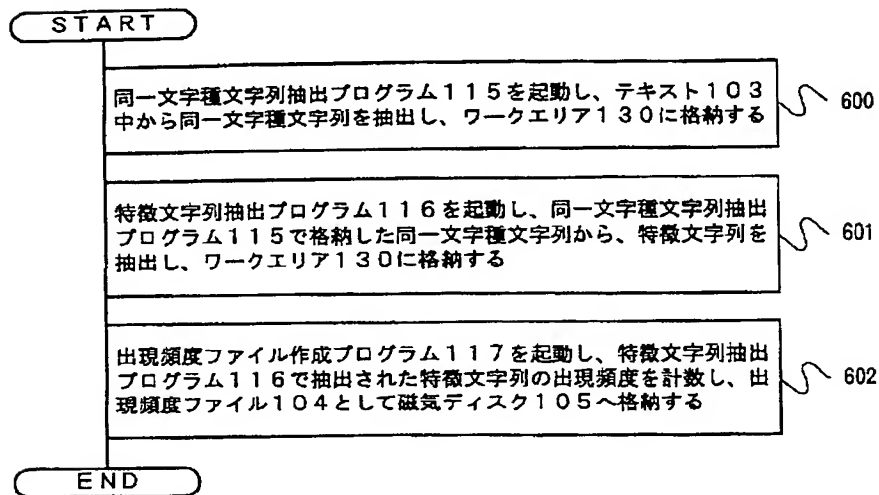 START
同一文字種文字列抽出プログラム115を起動し、テキスト103
中から同一文字種文字列を抽出し、ワークエリア130に格納する
600
特徴文字列抽出プログラム116を起動し、同一文字種文字列抽出
プログラム115で格納した同一文字種文字列から、特徴文字列を
抽出し、ワークエリア130に格納する
601
出現頻度ファイル作成プログラム117を起動し、特徴文字列抽出
プログラム116で抽出された特徴文字列の出現頻度を計数し、出
現頻度ファイル104として磁気ディスク105へ格納する
602
END